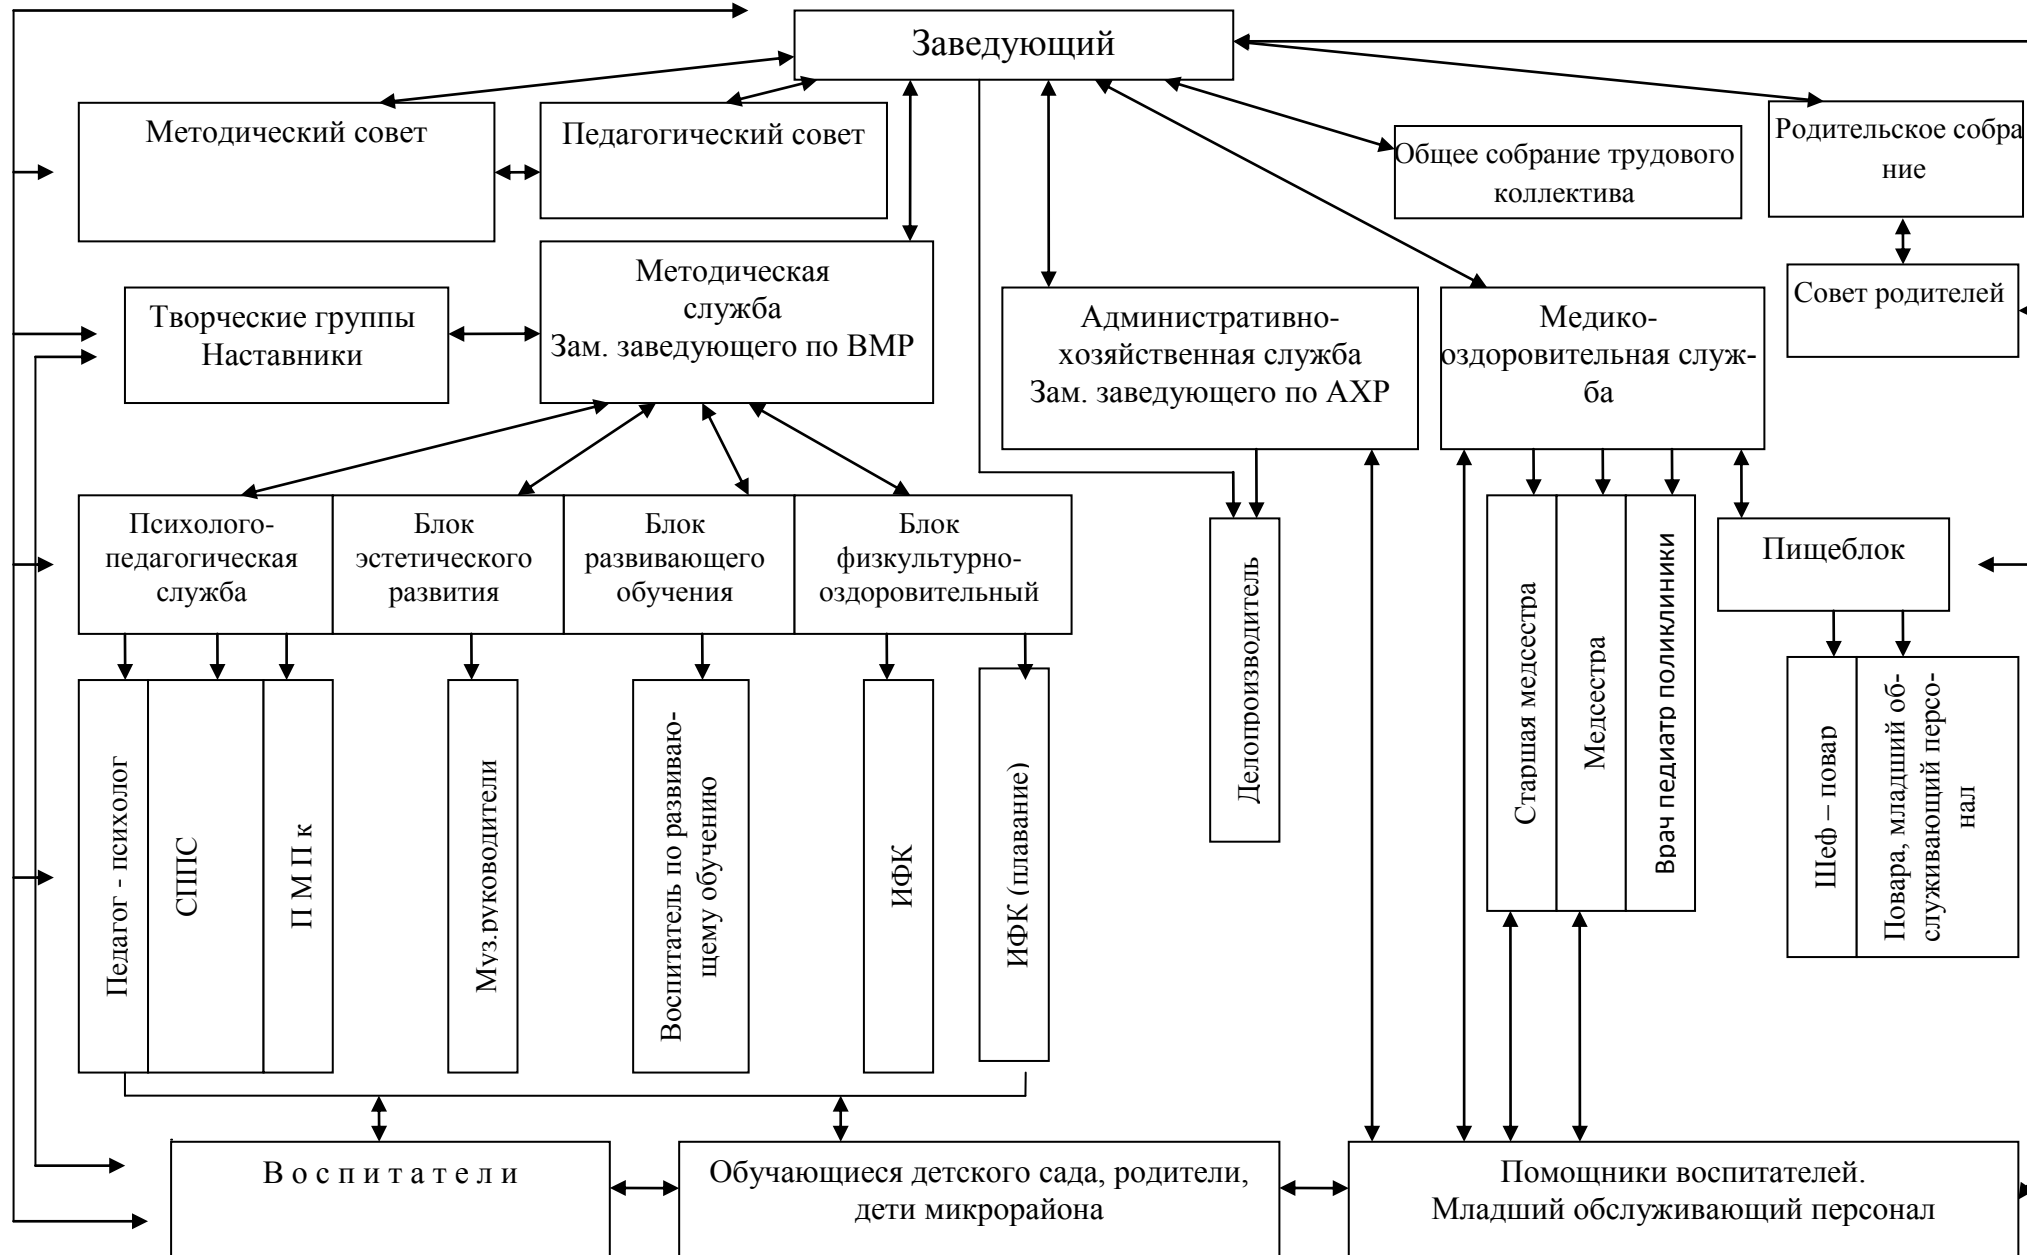 Заведующий
Методический совет
Педагогический совет
Общее собрание трудового
коллектива
Родительское собра
ние
Методическая
служба
Зам. заведующего по ВМР
Творческие группы
Наставники
Административно-
хозяйственная служба
Зам. заведующего по АХР
Медико-
оздоровительная служ-
ба
Совет родителей
Психолого-
педагогическая
служба
Блок
эстетического
развития
Блок
развивающего
обучения
Блок
физкультурно-
оздоровительный
Делопроизводитель
Старшая медсестра
Медсестра
Врач педиатр поликлиники
Пищеблок
Педагог - психолог
СППС
П М П к
Муз.руководители
Воспитатель по развиваю-
щему обучению
ИФК
ИФК (плавание)
Шеф – повар
Повара, младший об-
служивающий персо-
нал
В о с п и т а т е л и
Обучающиеся детского сада, родители,
дети микрорайона
Помощники воспитателей.
Младший обслуживающий персонал